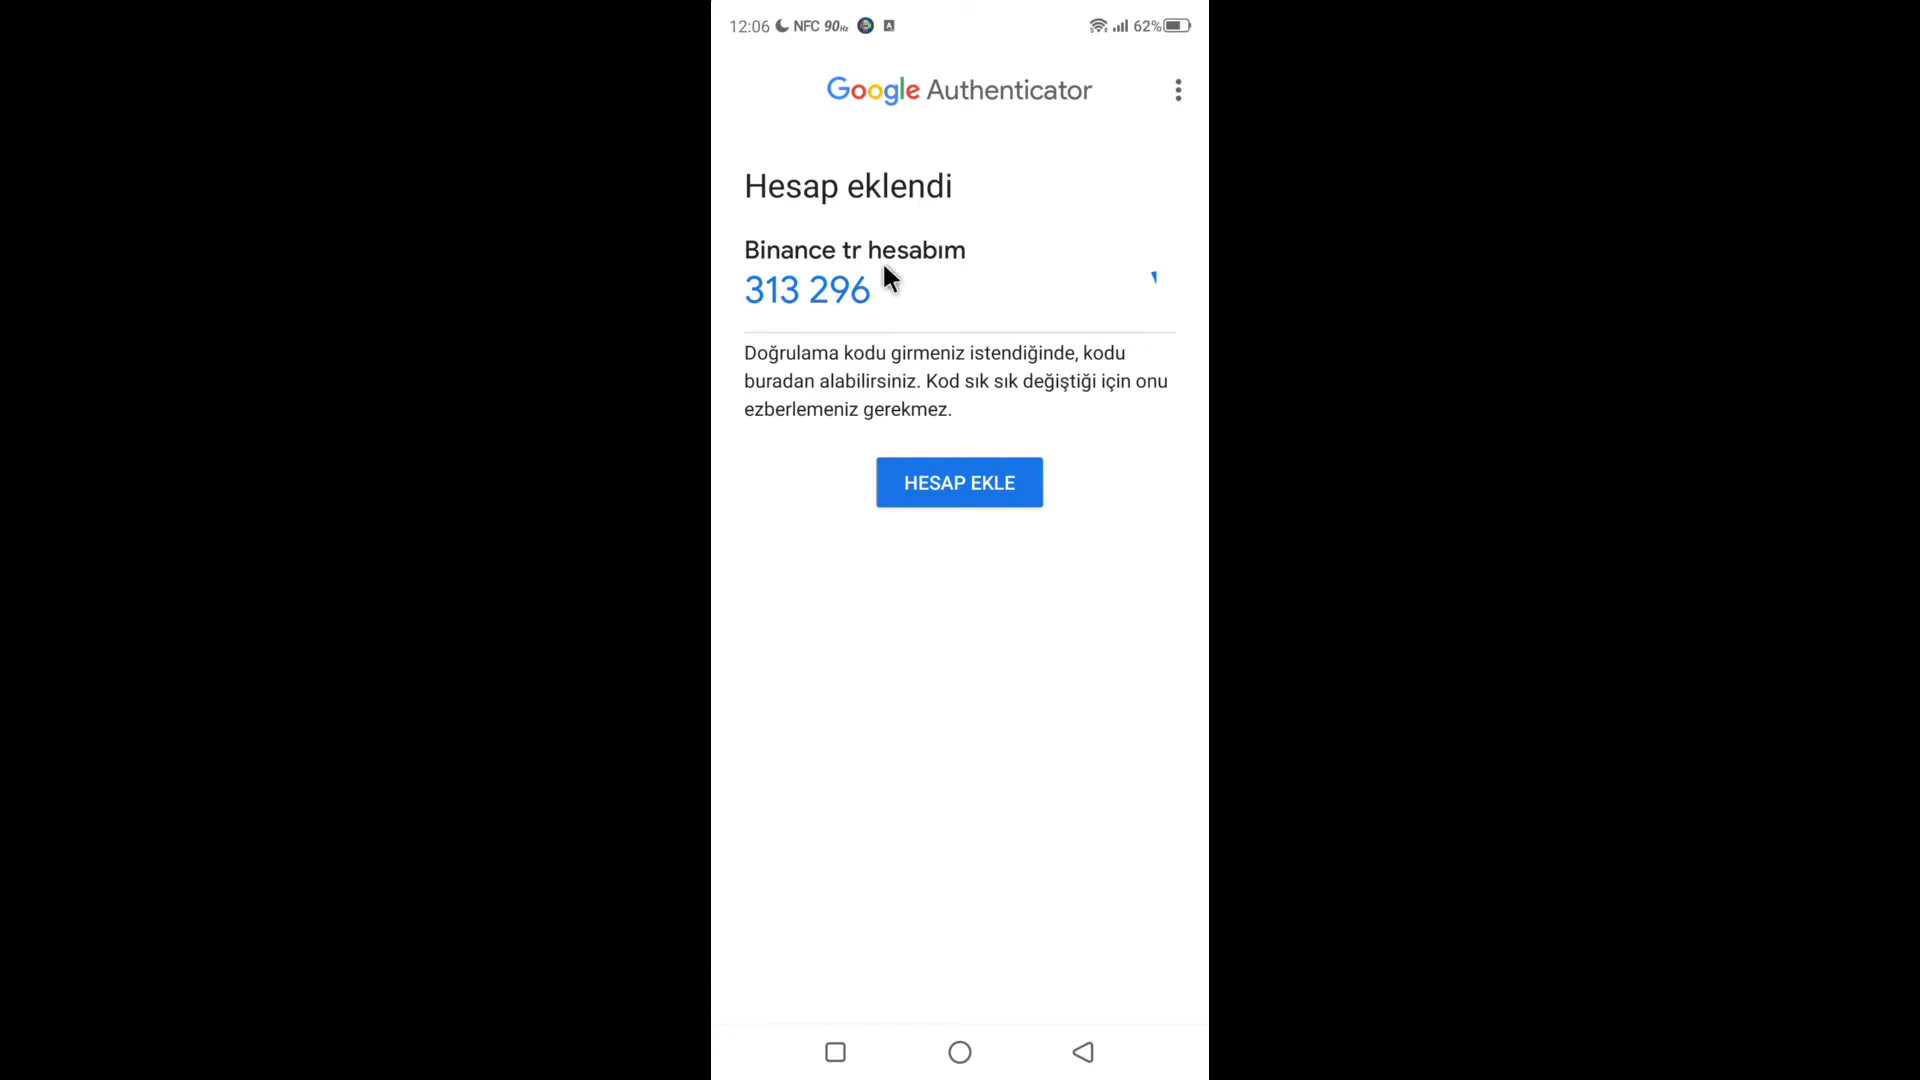 12:06 NFC 90Hz 62%
Google Authenticator
Hesap eklendi
Binance tr hesabım
313 296
Doğrulama kodu girmeniz istendiğinde, kodu
buradan alabilirsiniz. Kod sık sık değiştiği için onu
ezberlemeniz gerekmez.
HESAP EKLE